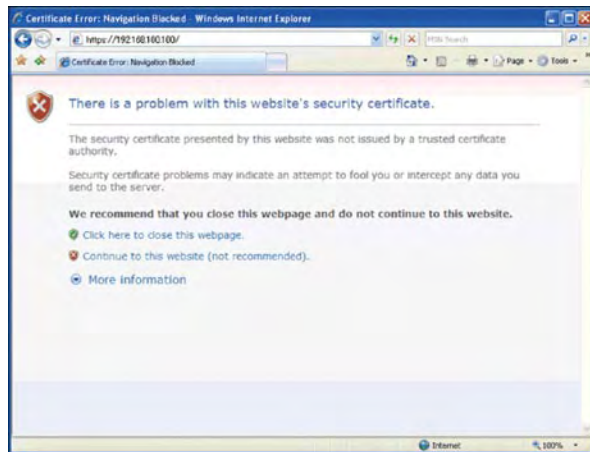 Certificate Error: Navigation Blocked - Windows Internet Explorer
https://192168100100/
MSN Search
Certificate Error: Navigation Blocked
Page
Tools
There is a problem with this website's security certificate.
The security certificate presented by this website was not issued by a trusted certificate
authority.
Security certificate problems may indicate an attempt to fool you or intercept any data you
send to the server.
We recommend that you close this webpage and do not continue to this website.
Click here to close this webpage.
Continue to this website (not recommended).
More information
Internet
100%